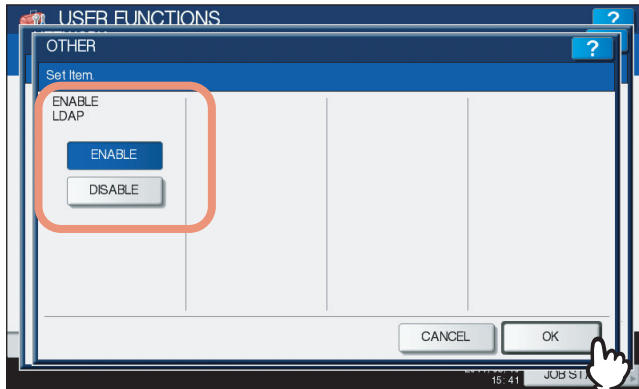 USER FUNCTIONS
?
OTHER
?
Set Item.
ENABLE
LDAP
ENABLE
DISABLE
CANCEL
OK
15:41
JOB ST